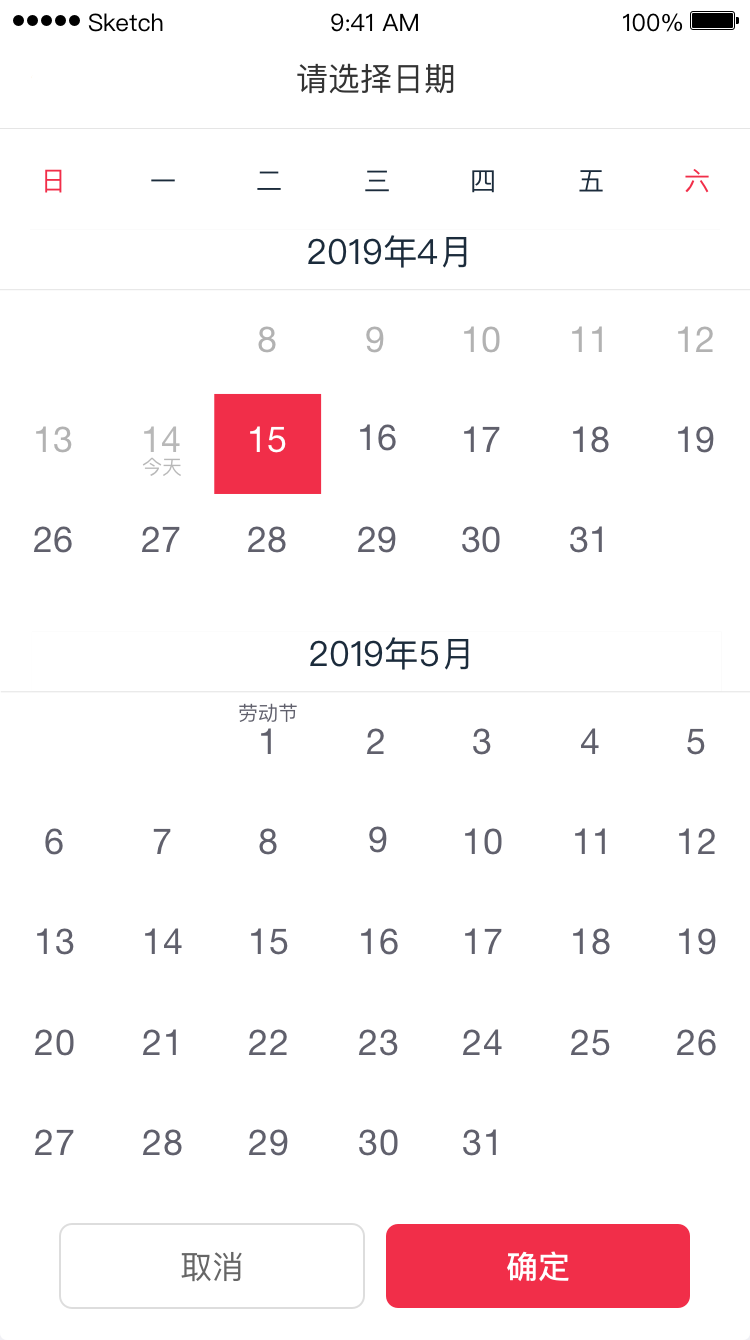 ●●●●● Sketch 9:41 AM 100%
请选择日期
日 一 二 三 四 五 六
2019年4月
8 9 10 11 12
13 14 15 16 17 18 19
今天
26 27 28 29 30 31
2019年5月
劳动节
1 2 3 4 5
6 7 8 9 10 11 12
13 14 15 16 17 18 19
20 21 22 23 24 25 26
27 28 29 30 31
取消 确定